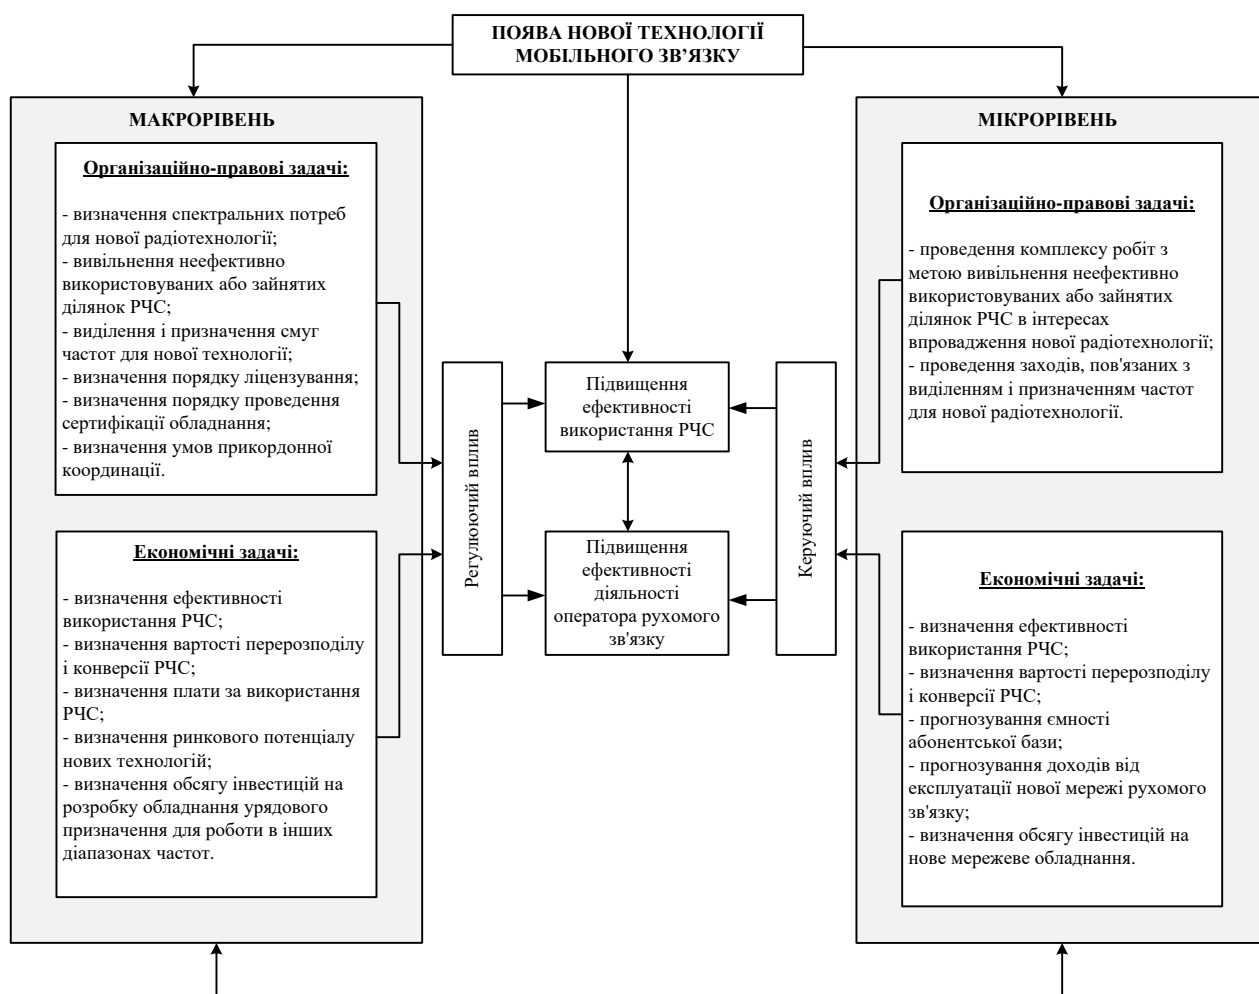 ПОЯВА НОВОЇ ТЕХНОЛОГІЇ
МОБІЛЬНОГО ЗВ’ЯЗКУ
МАКРОРІВЕНЬ
Організаційно-правові задачі:
- визначення спектральних потреб
для нової радіотехнології;
- вивільнення неефективно
використовуваних або зайнятих
ділянок РЧС;
- виділення і призначення смуг
частот для нової технології;
- визначення порядку ліцензування;
- визначення порядку проведення
сертифікації обладнання;
- визначення умов прикордонної
координації.
Економічні задачі:
- визначення ефективності
використання РЧС;
- визначення вартості перерозподілу
і конверсії РЧС;
- визначення плати за використання
РЧС;
- визначення ринкового потенціалу
нових технологій;
- визначення обсягу інвестицій на
розробку обладнання урядового
призначення для роботи в інших
діапазонах частот.
Регулюючий вплив
Підвищення
ефективності
використання РЧС
Підвищення
ефективності
діяльності
оператора рухомого
зв'язку
Керуючий вплив
МІКРОРІВЕНЬ
Організаційно-правові задачі:
- проведення комплексу робіт з
метою вивільнення неефективно
використовуваних або зайнятих
ділянок РЧС в інтересах
впровадження нової радіотехнології;
- проведення заходів, пов'язаних з
виділенням і призначенням частот
для нової радіотехнології.
Економічні задачі:
- визначення ефективності
використання РЧС;
- визначення вартості перерозподілу
і конверсії РЧС;
- прогнозування ємності
абонентської бази;
- прогнозування доходів від
експлуатації нової мережі рухомого
зв'язку;
- визначення обсягу інвестицій на
нове мережеве обладнання.